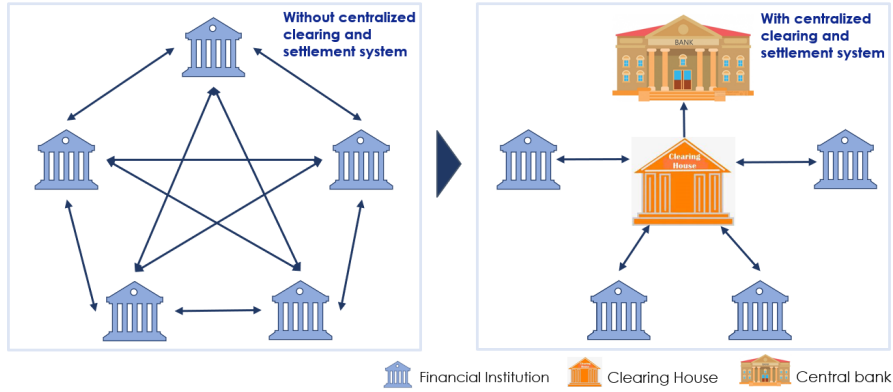 Without centralized
clearing and
settlement system
BANK
With centralized
clearing and
settlement system
Clearing
House
Financial Institution
Clearing House
Central bank